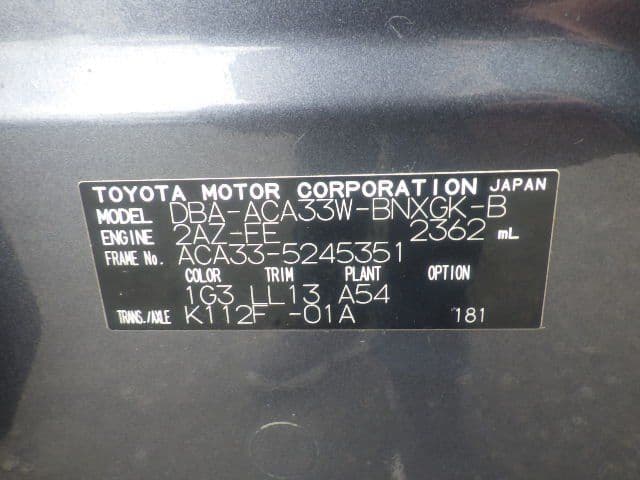 TOYOTA MOTOR CORPORATION JAPAN
MODEL DBA-ACA33W-BNXGK-B
ENGINE 2AZ-FE 2362 mL
FRAME No. ACA33-5245351
COLOR TRIM PLANT OPTION
1G3 LL13 A54
TRANS./AXLE K112F -01A 181